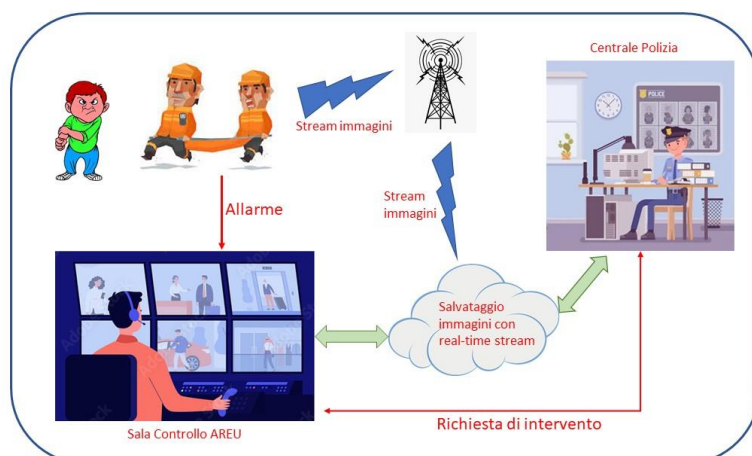 Centrale Polizia
POLICE
Stream immagini
Stream
immagini
Allarme
Salvataggio
immagini con
real-time stream
Richiesta di intervento
Sala Controllo AREU